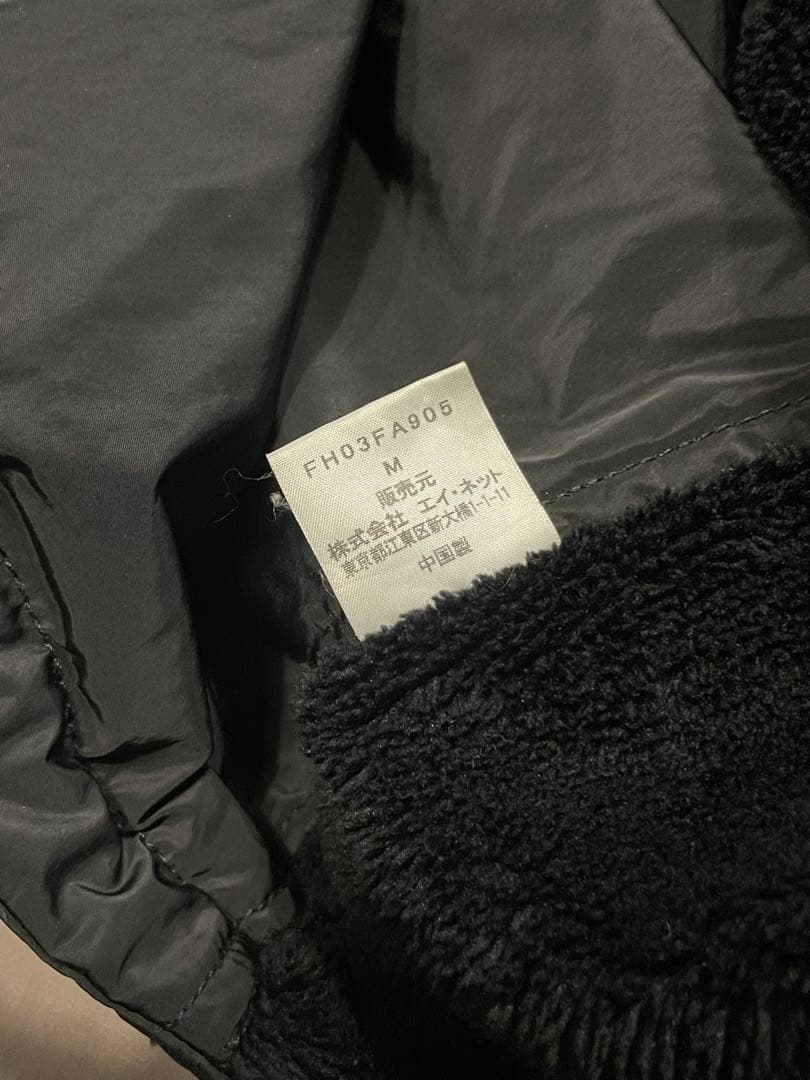 FH03FA905
M
販売元
株式会社 エイ・ネット
東京都江東区新大橋1-1-11
中国製